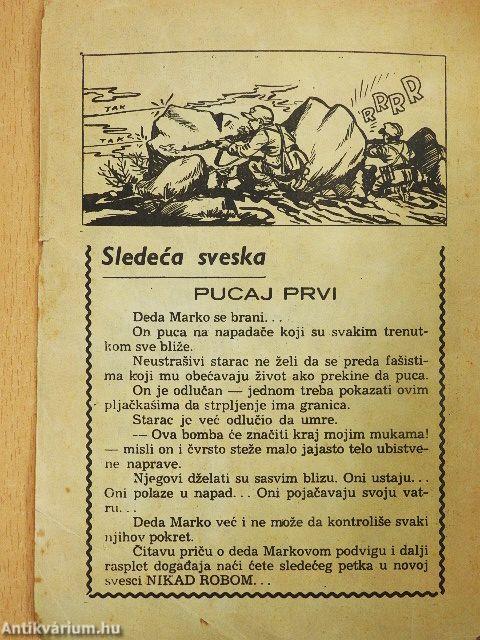 TAK
TAK
RRRRR
Sledeća sveska
PUCAJ PRVI
Deda Marko se brani...
On puca na napadače koji su svakim trenut-
kom sve bliže.
Neustrašivi starac ne želi da se preda fašisti-
ma koji mu obećavaju život ako prekine da puca.
On je odlučan — jednom treba pokazati ovim
pljačkašima da strpljenje ima granica.
Starac je već odlučio da umre.
— Ova bomba će značiti kraj mojim mukama!
— misli on i čvrsto steže malo jajasto telo ubistve-
ne naprave.
Njegovi dželati su sasvim blizu. Oni ustaju...
Oni polaze u napad... Oni pojačavaju svoju vat-
ru...
Deda Marko već i ne može da kontroliše svaki
njihov pokret.
Čitavu priču o deda Markovom podvigu i dalji
rasplet događaja naći ćete sledećeg petka u novoj
svesci NIKAD ROBOM...
Antikvárium.hu